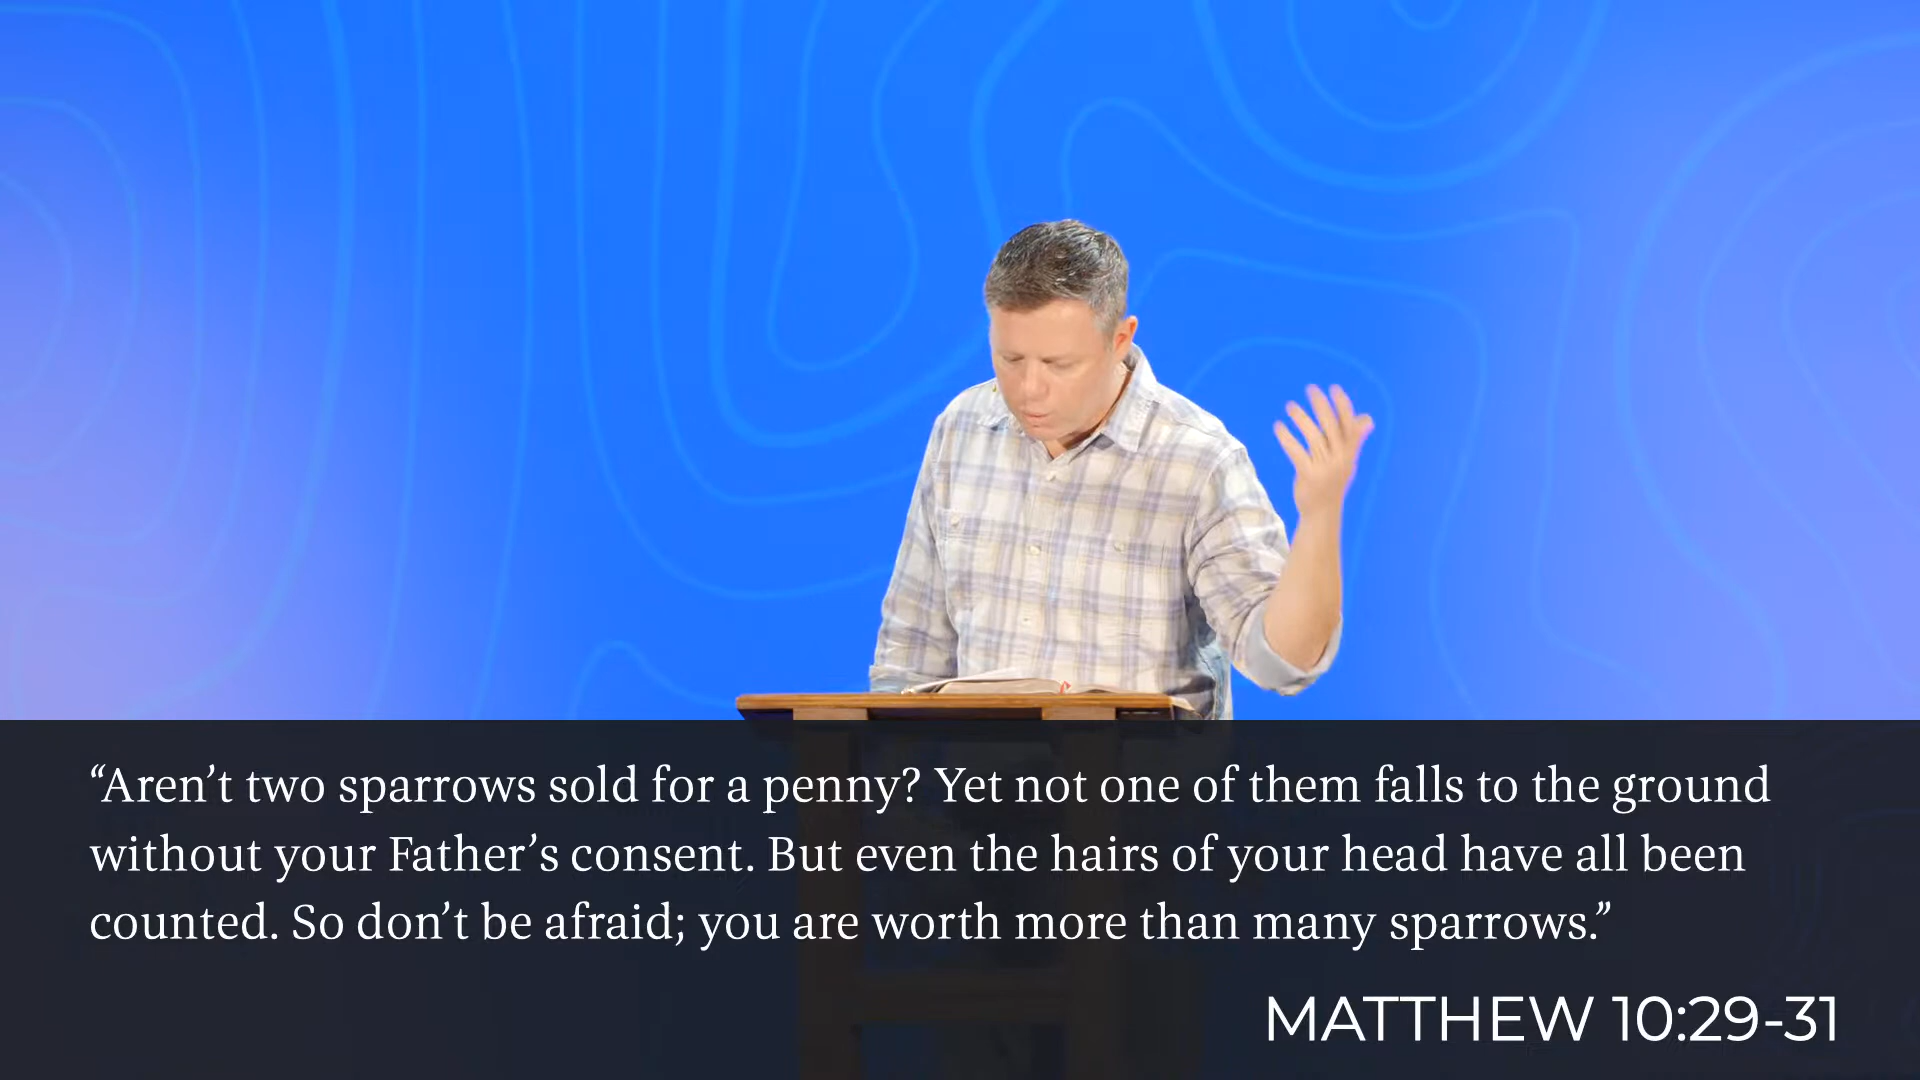 “Aren’t two sparrows sold for a penny? Yet not one of them falls to the ground
without your Father’s consent. But even the hairs of your head have all been
counted. So don’t be afraid; you are worth more than many sparrows.”
MATTHEW 10:29-31